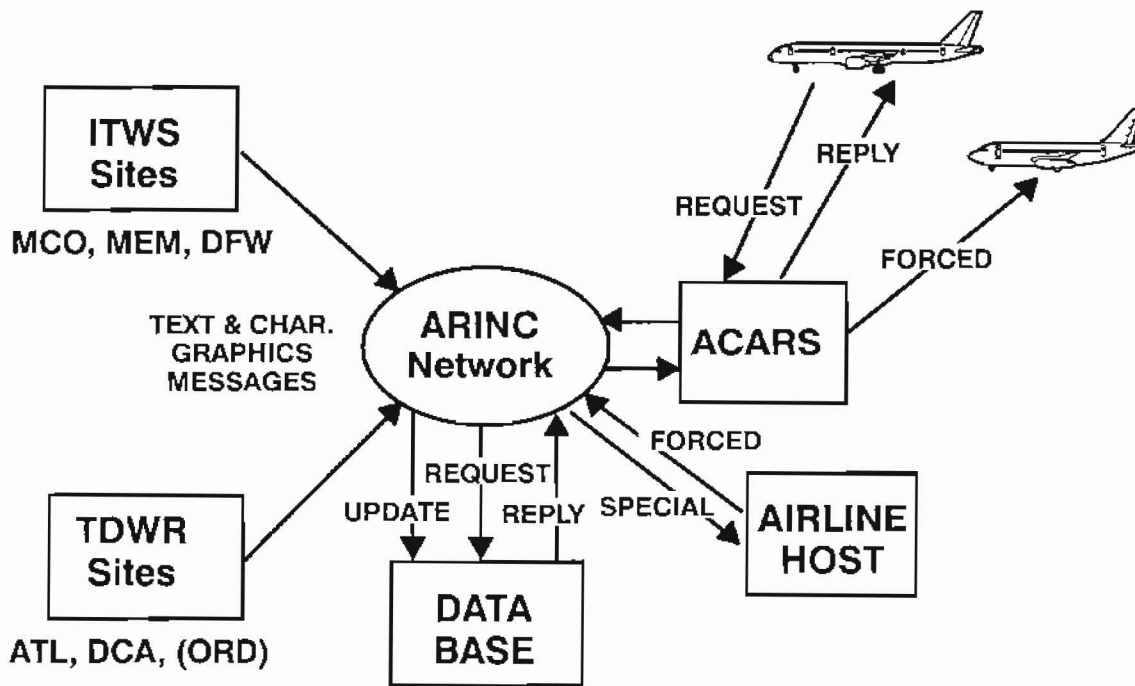 ITWS
Sites
MCO, MEM, DFW
TEXT & CHAR.
GRAPHICS
MESSAGES
TDWR
Sites
ATL, DCA, (ORD)
ARINC
Network
UPDATE
REQUEST
REPLY
DATA
BASE
REQUEST
REPLY
FORCED
ACARS
FORCED
SPECIAL
AIRLINE
HOST